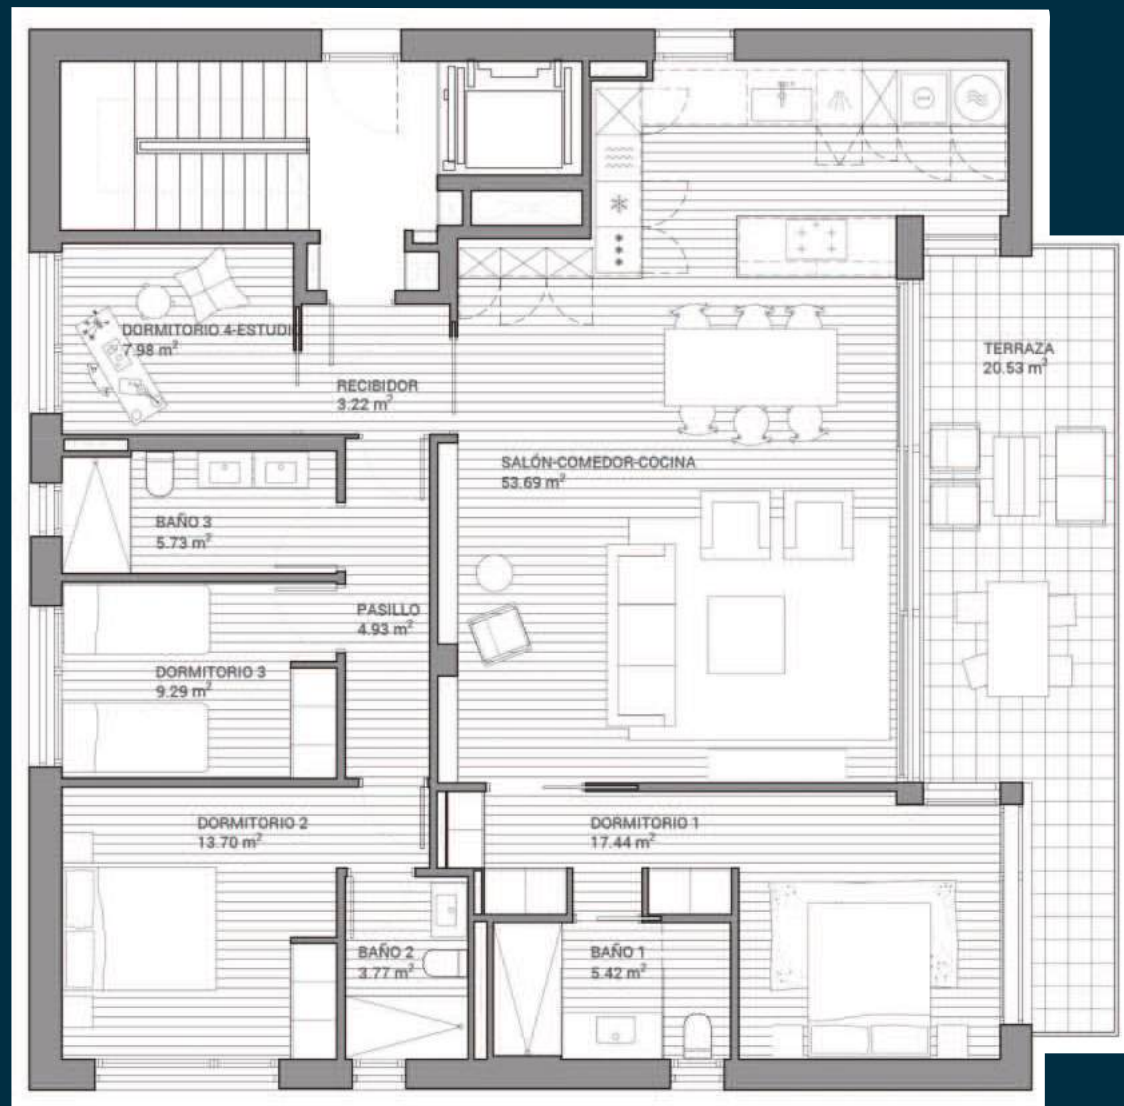 DORMITORIO 4-ESTUDIO
7.98 m²
RECIBIDOR
3.22 m²
TERRAZA
20.53 m²
SALÓN-COMEDOR-COCINA
53.69 m²
BAÑO 3
5.73 m²
PASILLO
4.93 m²
DORMITORIO 3
9.29 m²
DORMITORIO 2
13.70 m²
DORMITORIO 1
17.44 m²
BAÑO 2
3.77 m²
BAÑO 1
5.42 m²